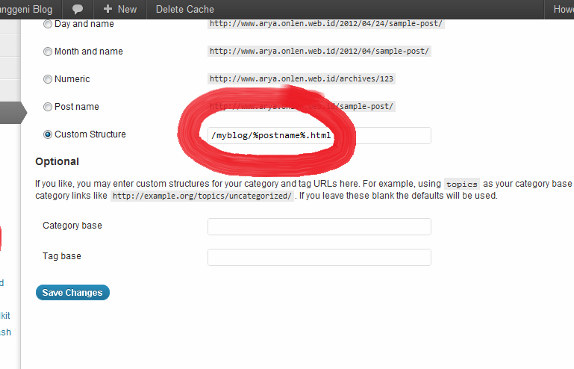 anggeni Blog + New Delete Cache Howe
Day and name http://www.arya.onlen.web.id/2012/04/24/sample-post/
Month and name http://www.arya.onlen.web.id/2012/04/sample-post/
Numeric http://www.arya.onlen.web.id/archives/123
Post name http://www.arya.onlen.web.id/sample-post/
Custom Structure /myblog/%postname%.html
Optional
If you like, you may enter custom structures for your category and tag URLs here. For example, using topics as your category base
category links like http://example.org/topics/uncategorized/ . If you leave these blank the defaults will be used.
Category base
Tag base
d
Save Changes
kit
sh